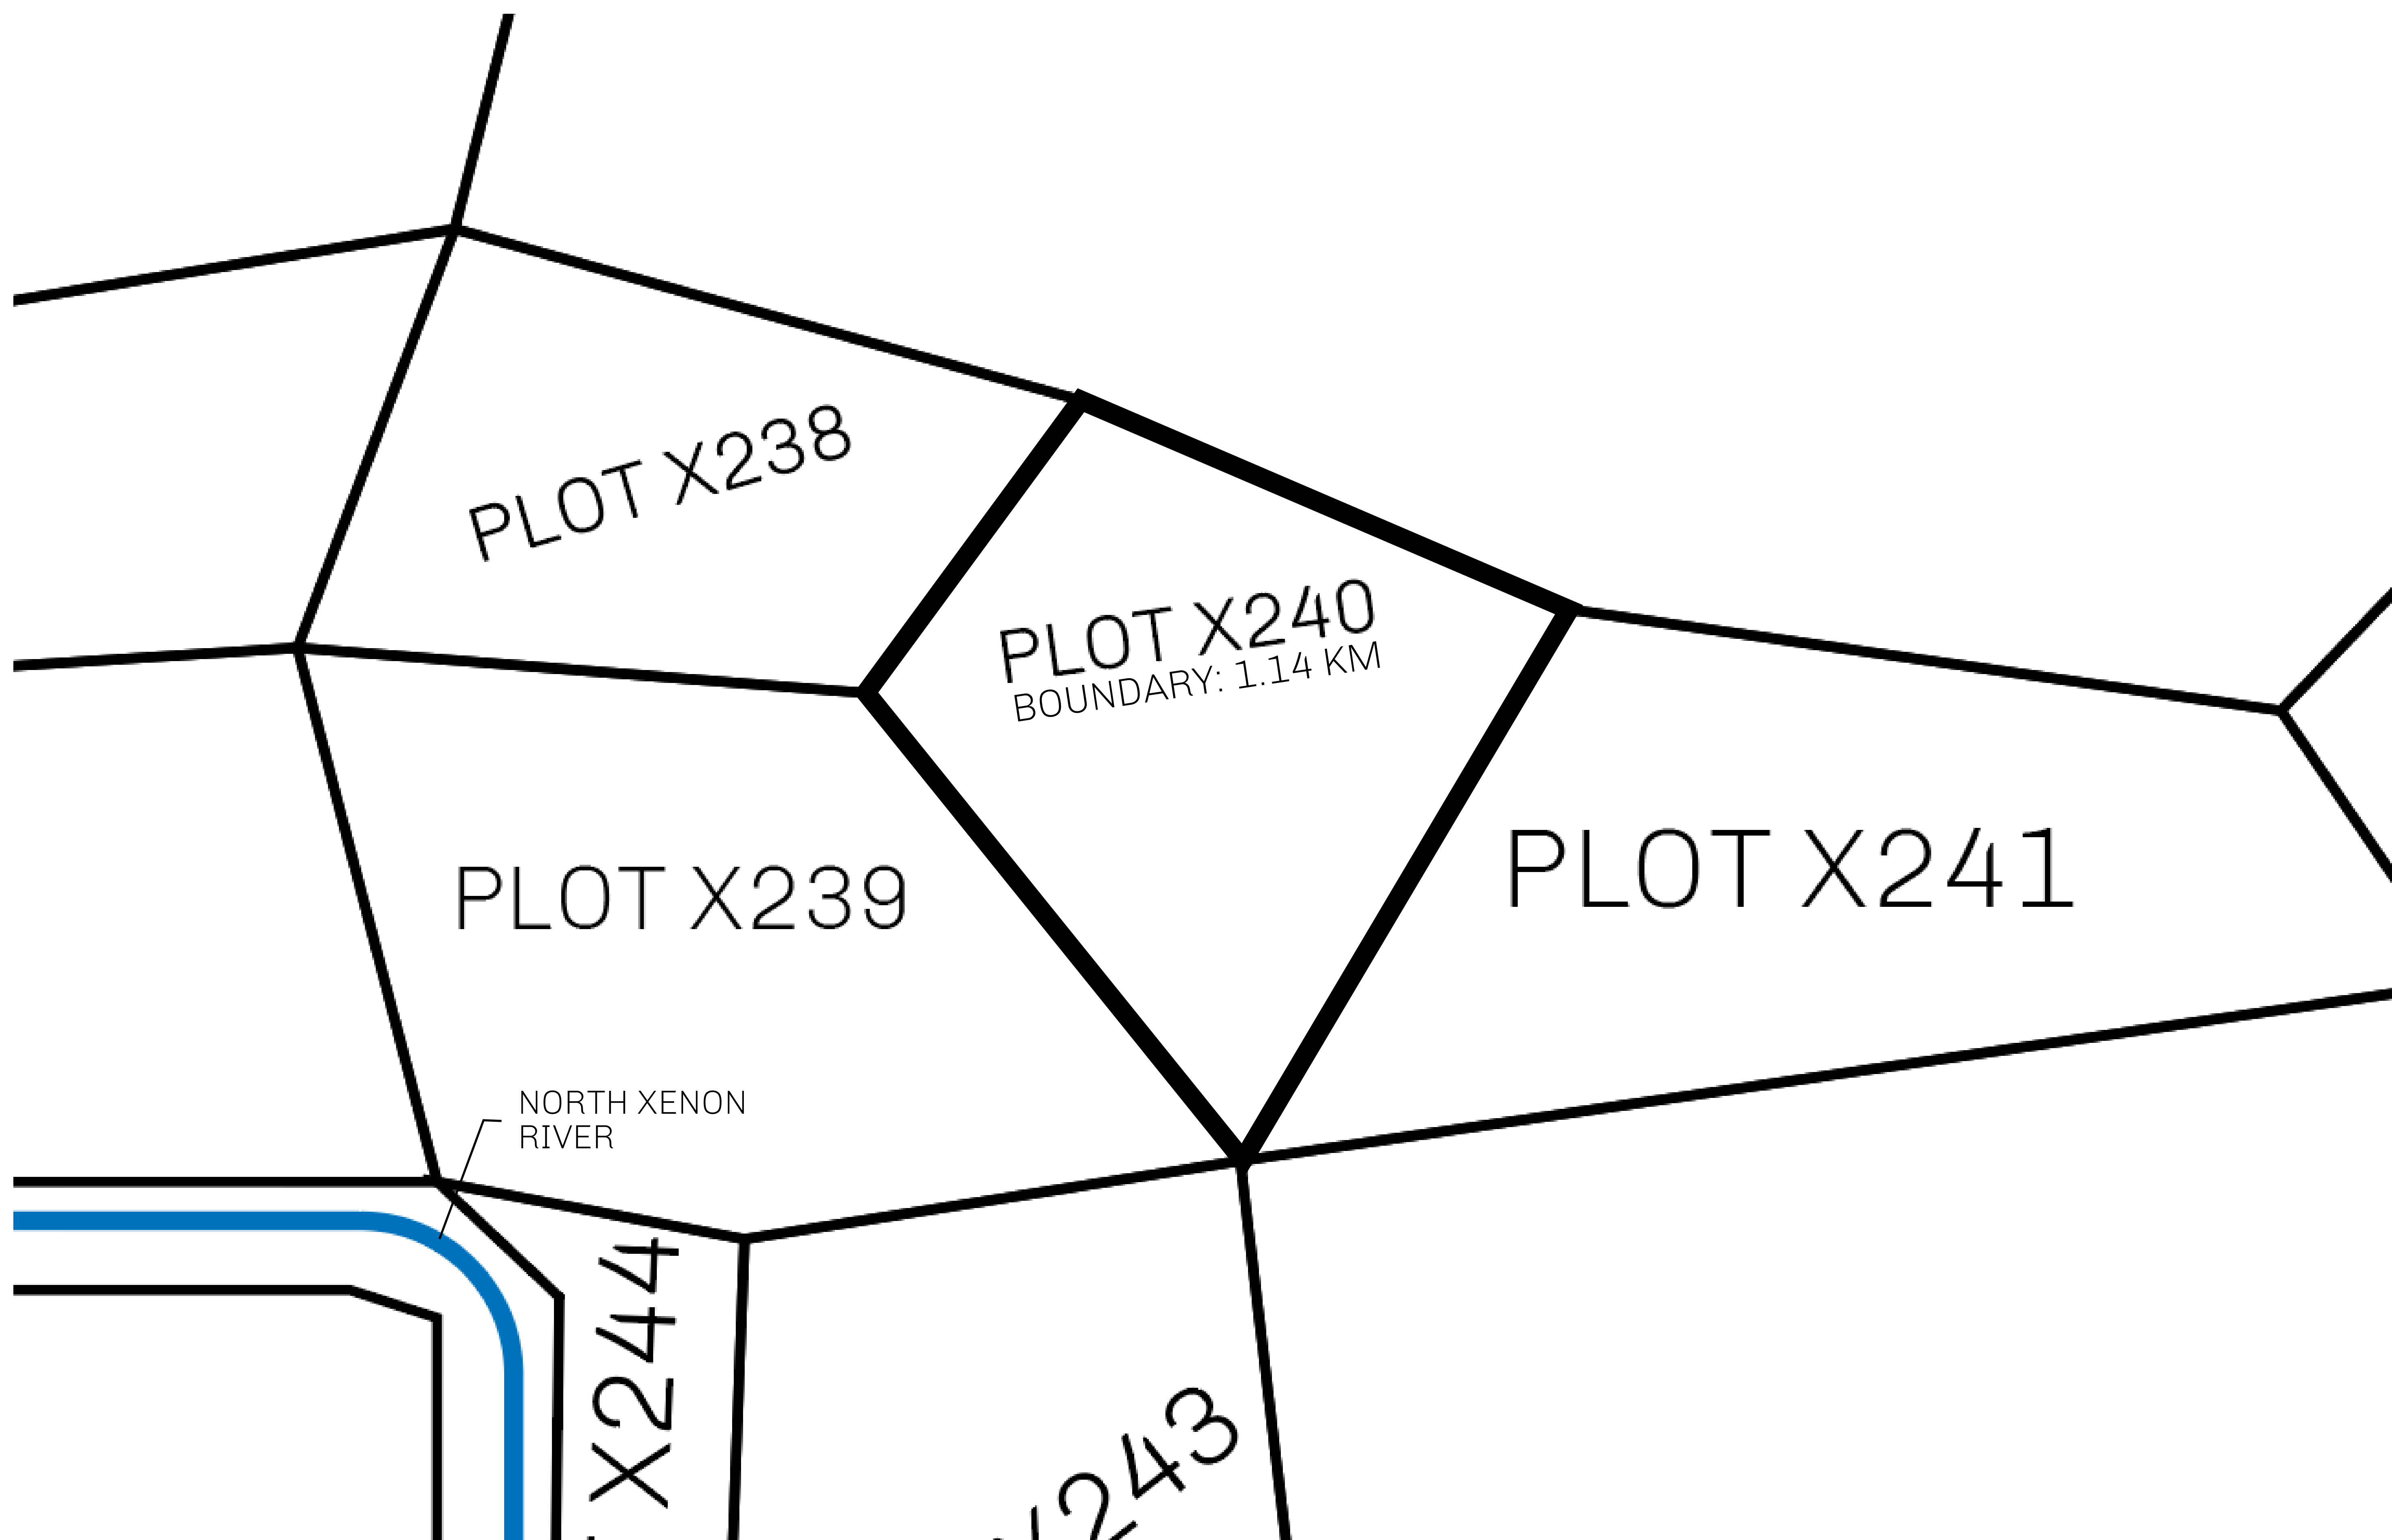 PLOT X238
PLOT X240
BOUNDARY: 1.14 KM
PLOT X239
PLOT X241
NORTH XENON
RIVER
X244
X243